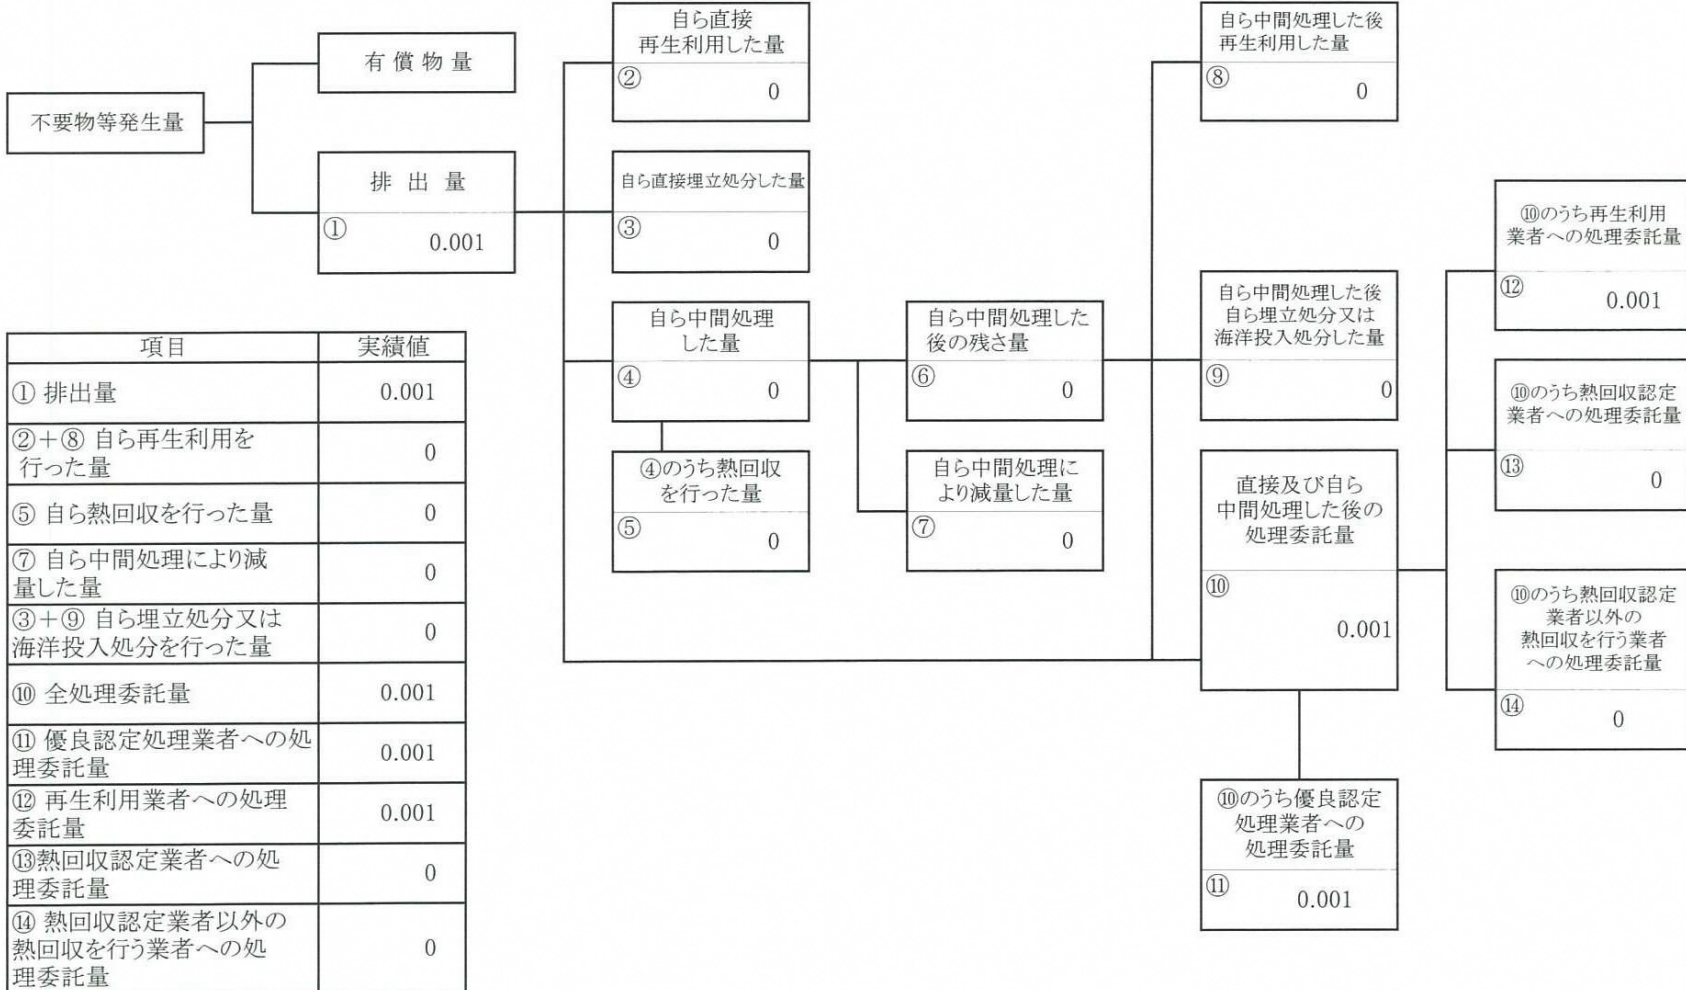 不要物等発生量
有償物量
排出量
①
0.001
自ら直接
再生利用した量
②
0
自ら直接埋立処分した量
③
0
自ら中間処理
した量
④
0
④のうち熱回収
を行った量
⑤
0
自ら中間処理した
後の残さ量
⑥
0
自ら中間処理に
より減量した量
⑦
0
自ら中間処理した後
再生利用した量
⑧
0
自ら中間処理した後
自ら埋立処分又は
海洋投入処分した量
⑨
0
直接及び自ら
中間処理した後の
処理委託量
⑩
0.001
⑩のうち優良認定
処理業者への
処理委託量
⑪
0.001
⑩のうち再生利用
業者への処理委託量
⑫
0.001
⑩のうち熱回収認定
業者への処理委託量
⑬
0
⑩のうち熱回収認定
業者以外の
熱回収を行う業者
への処理委託量
⑭
0
項目 実績値
① 排出量 0.001
②+⑧ 自ら再生利用を
行った量 0
⑤ 自ら熱回収を行った量 0
⑦ 自ら中間処理により減
量した量 0
③+⑨ 自ら埋立処分又は
海洋投入処分を行った量 0
⑩ 全処理委託量 0.001
⑪ 優良認定処理業者への処
理委託量 0.001
⑫ 再生利用業者への処理
委託量 0.001
⑬熱回収認定業者への処
理委託量 0
⑭ 熱回収認定業者以外の
熱回収を行う業者への処
理委託量 0